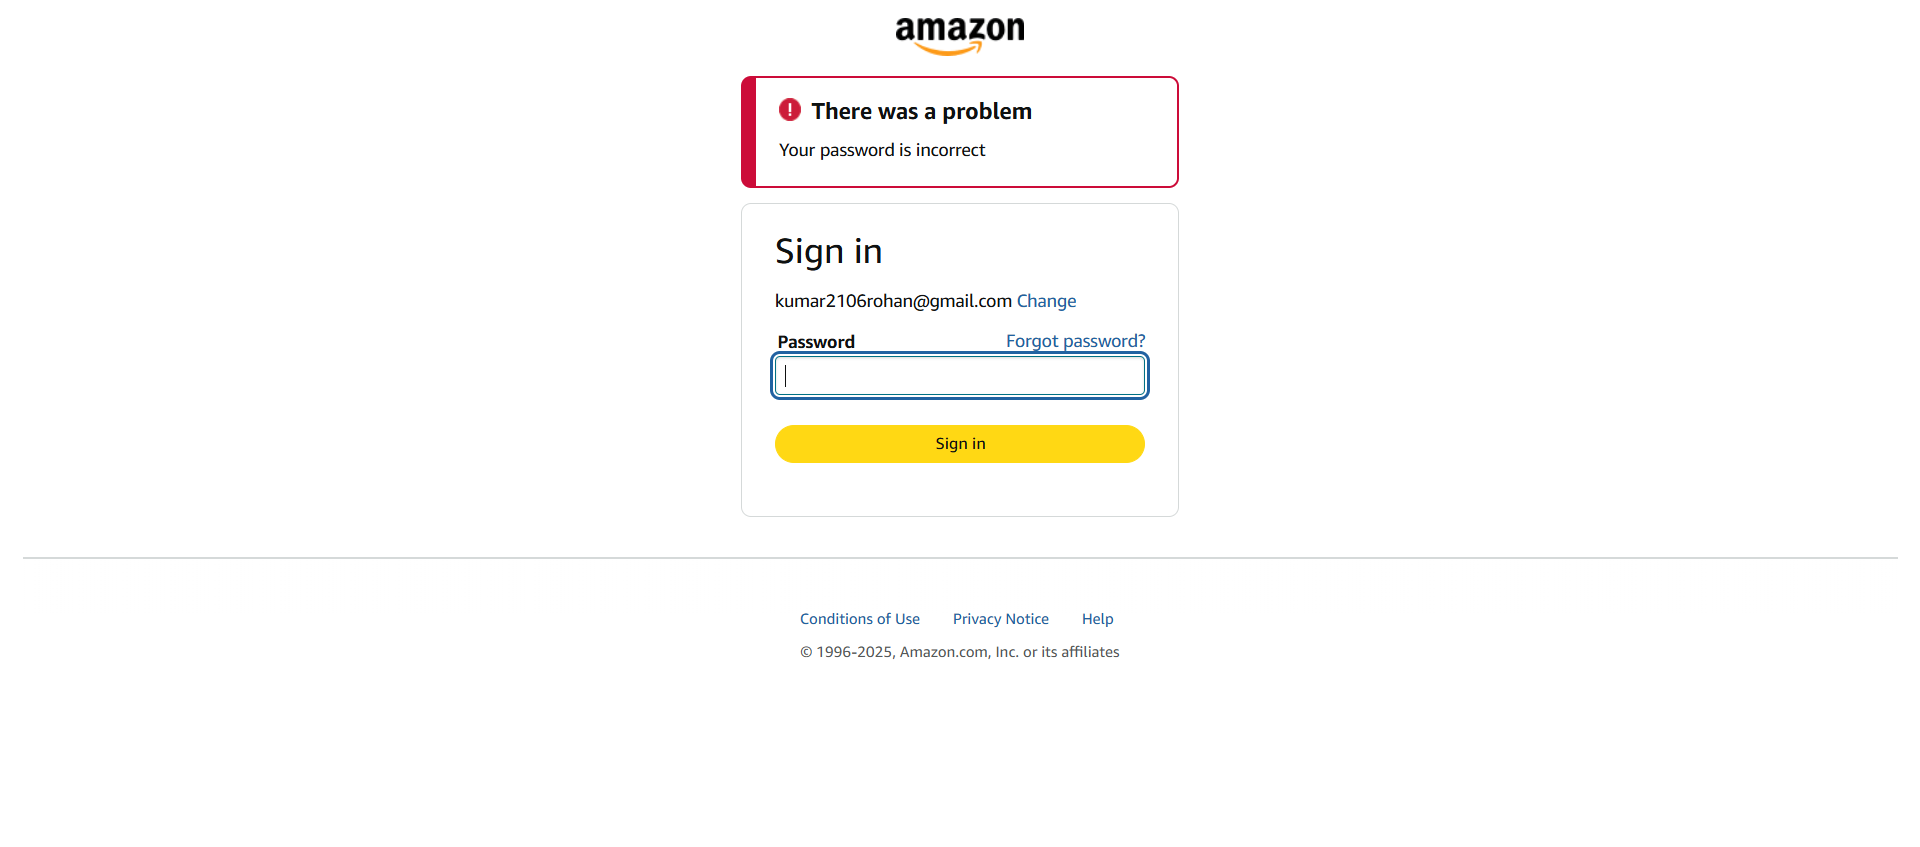 amazon
There was a problem
Your password is incorrect
Sign in
kumar2106rohan@gmail.com Change
Password Forgot password?
Sign in
Conditions of Use Privacy Notice Help
© 1996-2025, Amazon.com, Inc. or its affiliates